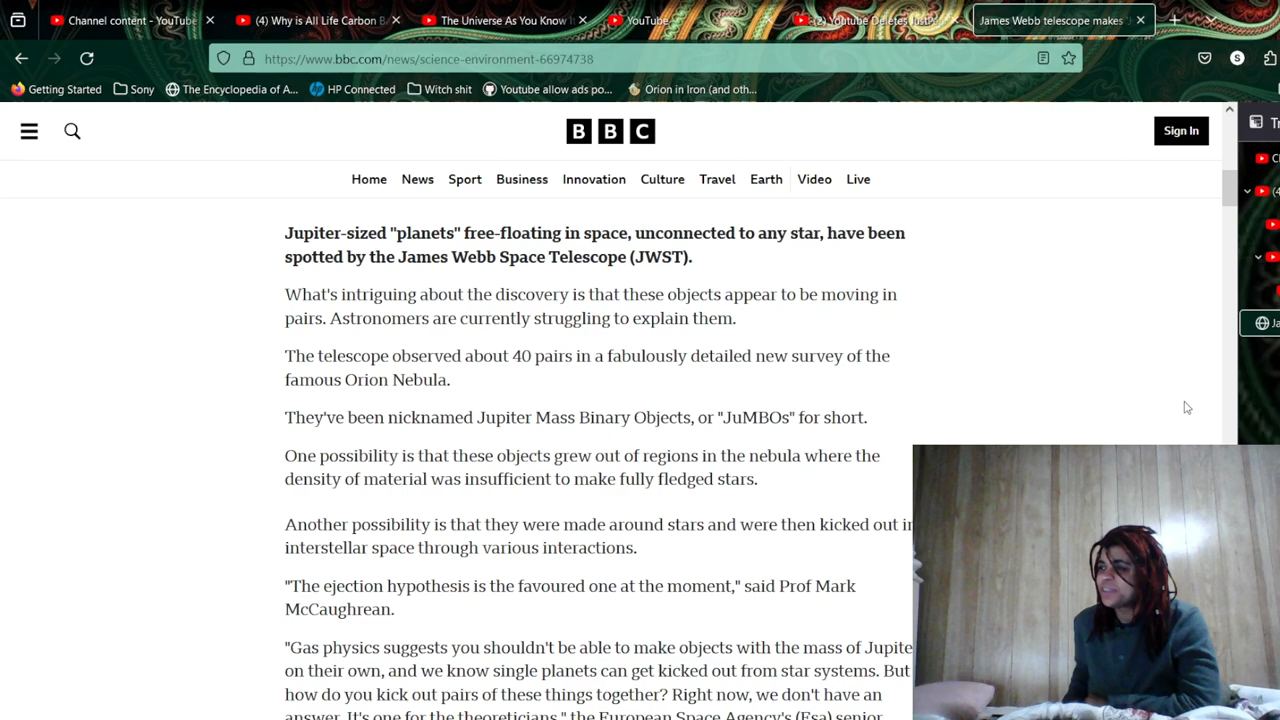 Channel content - YouTube
(4) Why is All Life Carbon B
The Universe As You Know I
YouTube
(2) Youtube Deletes JustP
James Webb telescope makes
https://www.bbc.com/news/science-environment-66974738
S
Getting Started
Sony
The Encyclopedia of A...
HP Connected
Witch shit
Youtube allow ads po...
Orion in Iron (and oth...
BBC
Sign In
Home News Sport Business Innovation Culture Travel Earth Video Live
Jupiter-sized "planets" free-floating in space, unconnected to any star, have been
spotted by the James Webb Space Telescope (JWST).
What's intriguing about the discovery is that these objects appear to be moving in
pairs. Astronomers are currently struggling to explain them.
The telescope observed about 40 pairs in a fabulously detailed new survey of the
famous Orion Nebula.
They've been nicknamed Jupiter Mass Binary Objects, or "JuMBOs" for short.
One possibility is that these objects grew out of regions in the nebula where the
density of material was insufficient to make fully fledged stars.
Another possibility is that they were made around stars and were then kicked out in
interstellar space through various interactions.
"The ejection hypothesis is the favoured one at the moment," said Prof Mark
McCaughrean.
"Gas physics suggests you shouldn't be able to make objects with the mass of Jupite
on their own, and we know single planets can get kicked out from star systems. But
how do you kick out pairs of these things together? Right now, we don't have an
answer. It's one for the theoreticians," the European Space Agency's (Esa) senior